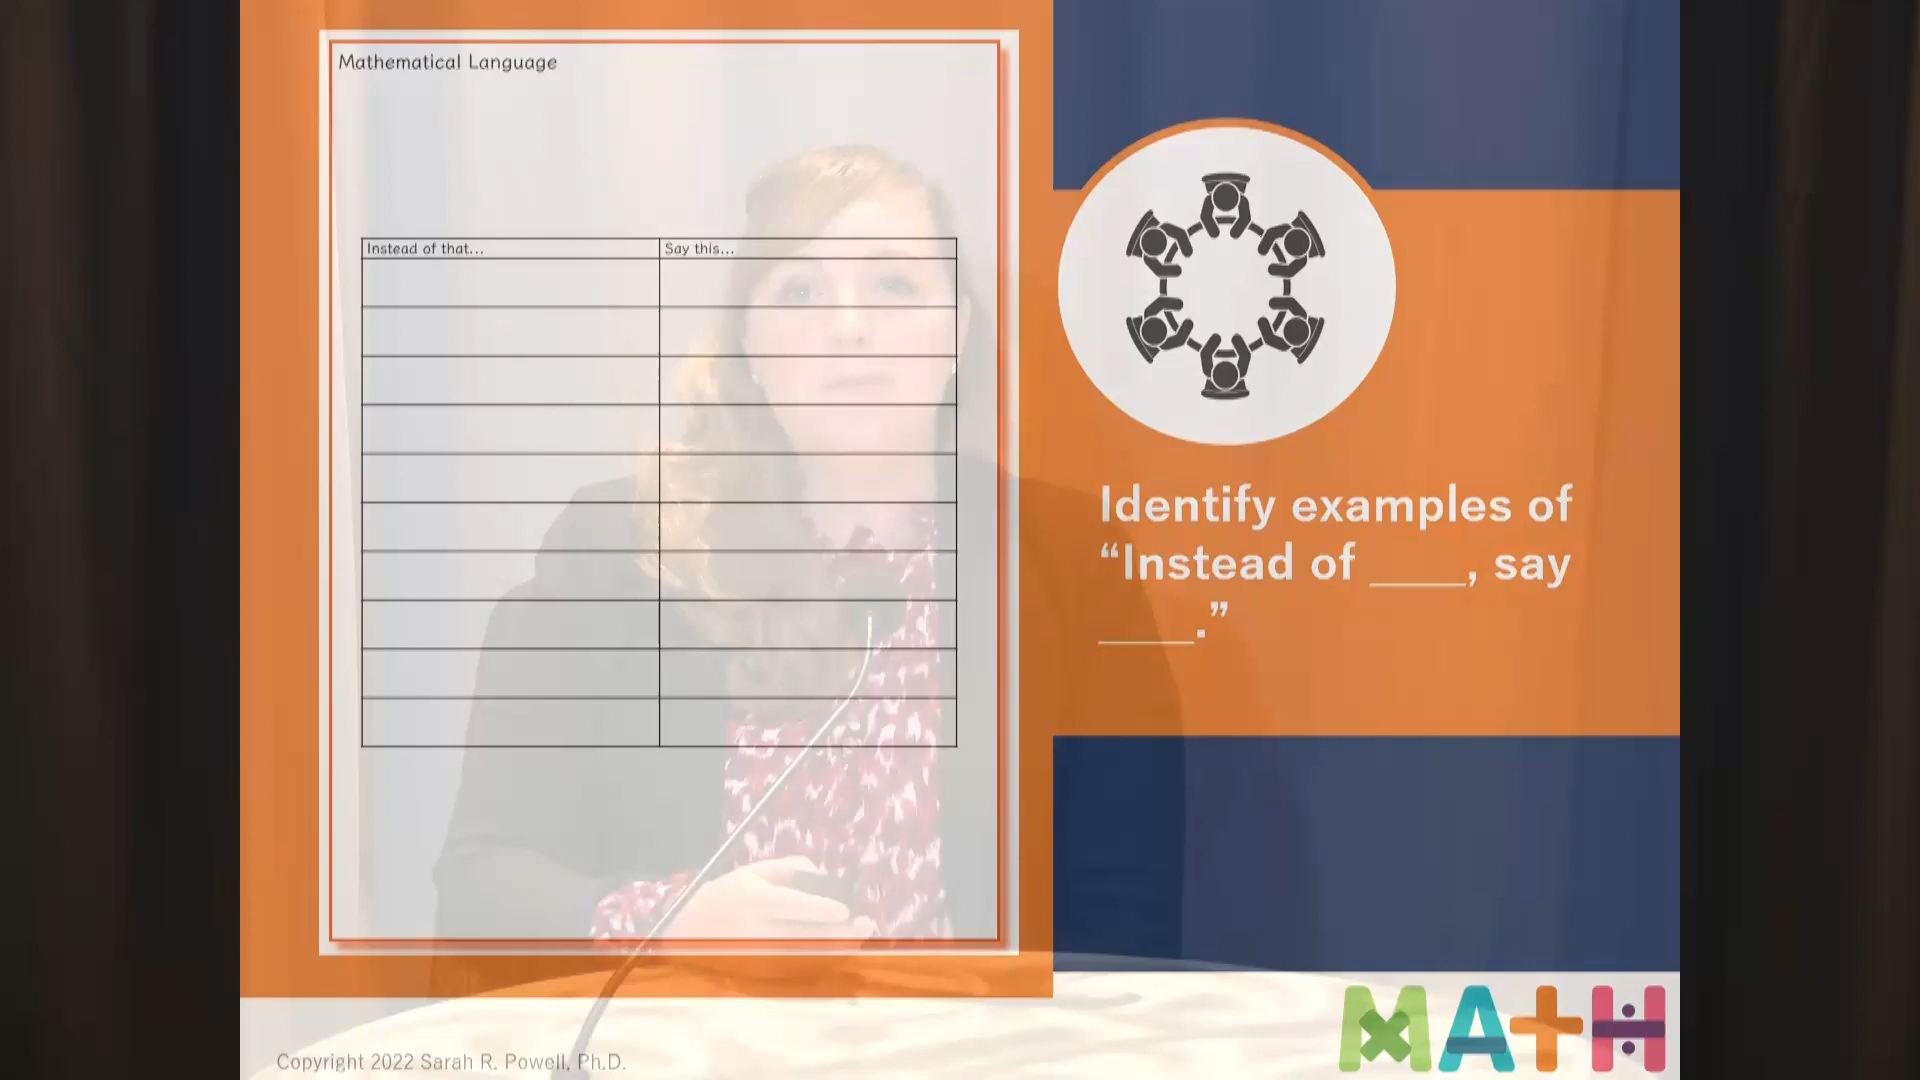 Mathematical Language
Instead of that...
Say this...
Identify examples of
“Instead of ____, say
____.”
Copyright 2022 Sarah R. Powell, Ph.D.
MATH